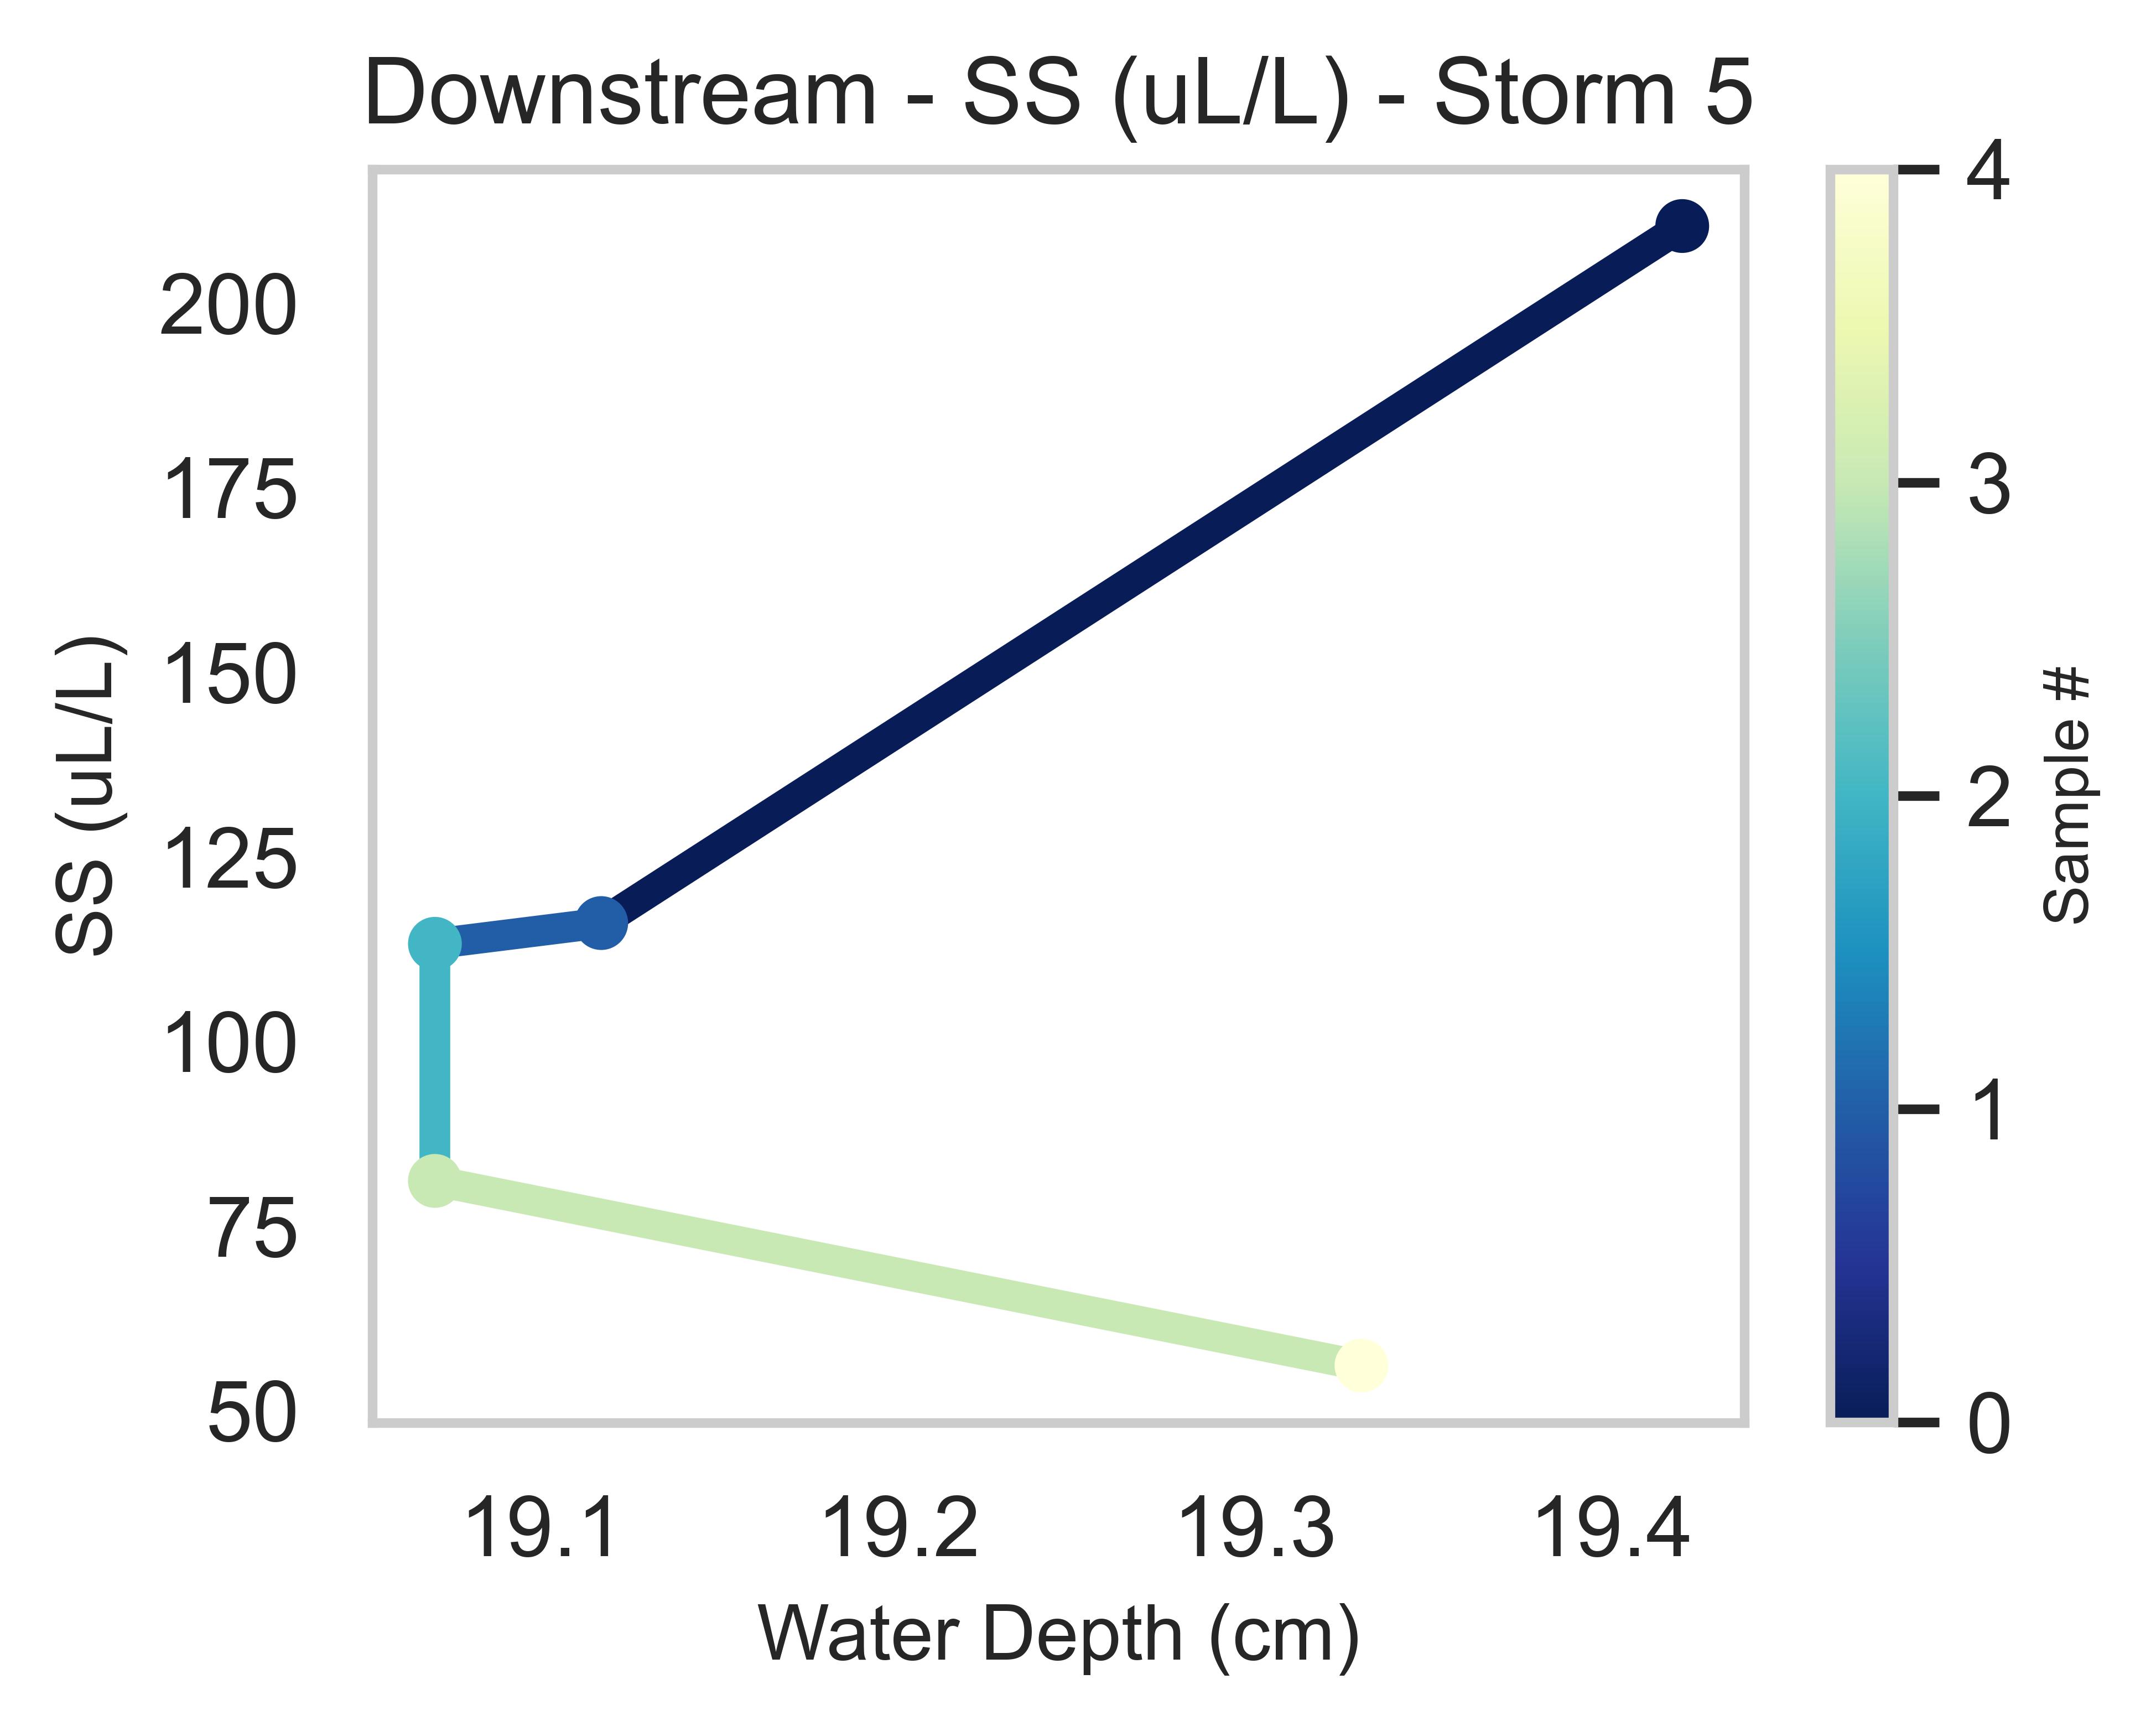 Downstream - SS (uL/L) - Storm 5
SS (uL/L)
200
175
150
125
100
75
50
19.1 19.2 19.3 19.4
Water Depth (cm)
4
3
2
1
0
Sample #